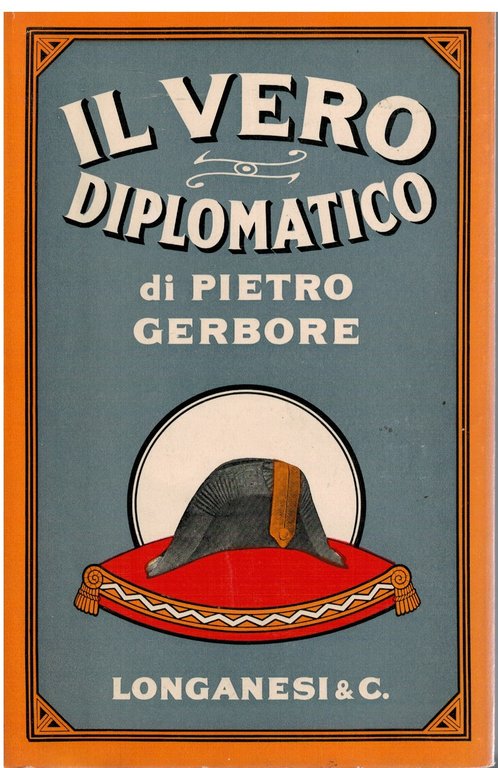 IL VERO
DIPLOMATICO
di PIETRO
GERBORE
LONGANESI & C.